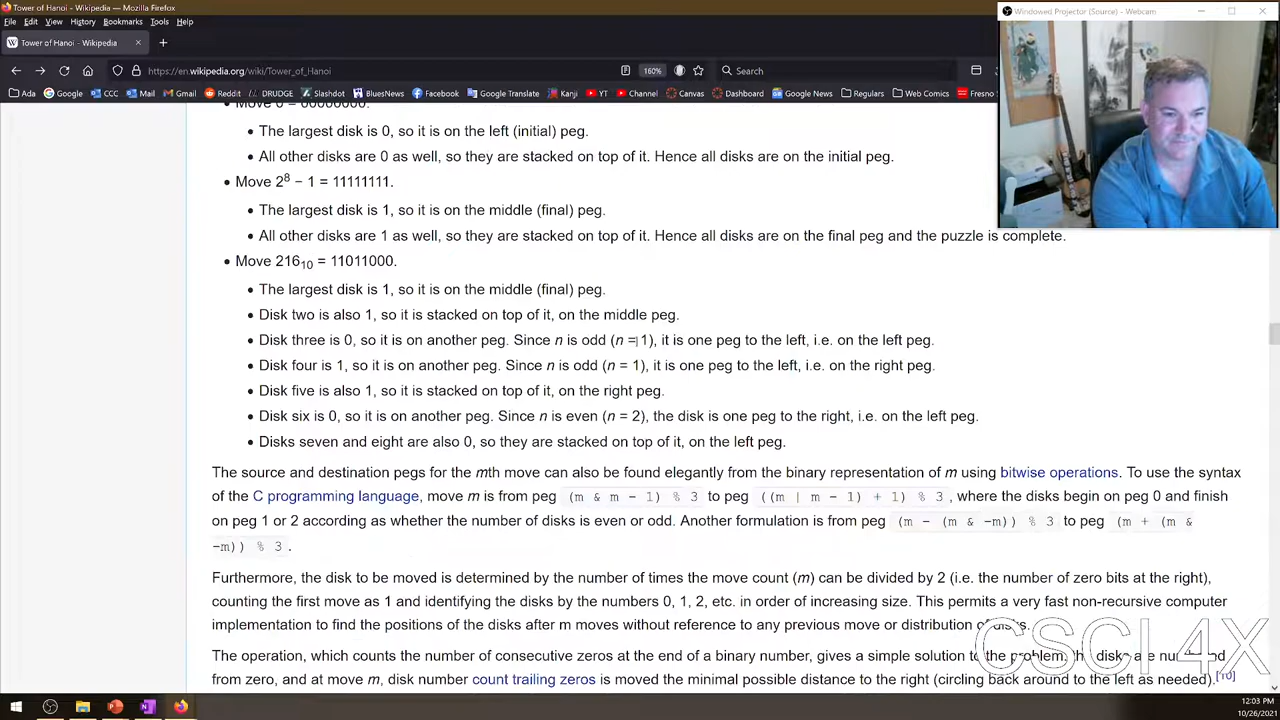 Tower of Hanoi - Wikipedia — Mozilla Firefox
File Edit View History Bookmarks Tools Help
Windowed Projector (Source) - Webcam
W Tower of Hanoi - Wikipedia
https://en.wikipedia.org/wiki/Tower_of_Hanoi
160%
Search
Ada Google CCC Mail Gmail Reddit DRUDGE Slashdot BluesNews Facebook Google Translate Kanji YT Channel Canvas Dashboard Google News Regulars Web Comics Fresno
The largest disk is 0, so it is on the left (initial) peg.
All other disks are 0 as well, so they are stacked on top of it. Hence all disks are on the initial peg.
Move 2⁸ − 1 = 11111111.
The largest disk is 1, so it is on the middle (final) peg.
All other disks are 1 as well, so they are stacked on top of it. Hence all disks are on the final peg and the puzzle is complete.
Move 216₁₀ = 11011000.
The largest disk is 1, so it is on the middle (final) peg.
Disk two is also 1, so it is stacked on top of it, on the middle peg.
Disk three is 0, so it is on another peg. Since n is odd (n = 1), it is one peg to the left, i.e. on the left peg.
Disk four is 1, so it is on another peg. Since n is odd (n = 1), it is one peg to the left, i.e. on the right peg.
Disk five is also 1, so it is stacked on top of it, on the right peg.
Disk six is 0, so it is on another peg. Since n is even (n = 2), the disk is one peg to the right, i.e. on the left peg.
Disks seven and eight are also 0, so they are stacked on top of it, on the left peg.
The source and destination pegs for the mth move can also be found elegantly from the binary representation of m using bitwise operations. To use the syntax
of the C programming language, move m is from peg (m & m - 1) % 3 to peg ((m | m - 1) + 1) % 3, where the disks begin on peg 0 and finish
on peg 1 or 2 according as whether the number of disks is even or odd. Another formulation is from peg (m - (m & -m)) % 3 to peg (m + (m &
-m)) % 3.
Furthermore, the disk to be moved is determined by the number of times the move count (m) can be divided by 2 (i.e. the number of zero bits at the right),
counting the first move as 1 and identifying the disks by the numbers 0, 1, 2, etc. in order of increasing size. This permits a very fast non-recursive computer
implementation to find the positions of the disks after m moves without reference to any previous move or distribution of disks.
The operation, which counts the number of consecutive zeros at the end of a binary number, gives a simple solution to the problem: the disks are numbered
from zero, and at move m, disk number count trailing zeros is moved the minimal possible distance to the right (circling back around to the left as needed).[10]
CSCI 4X
12:03 PM
10/26/2021